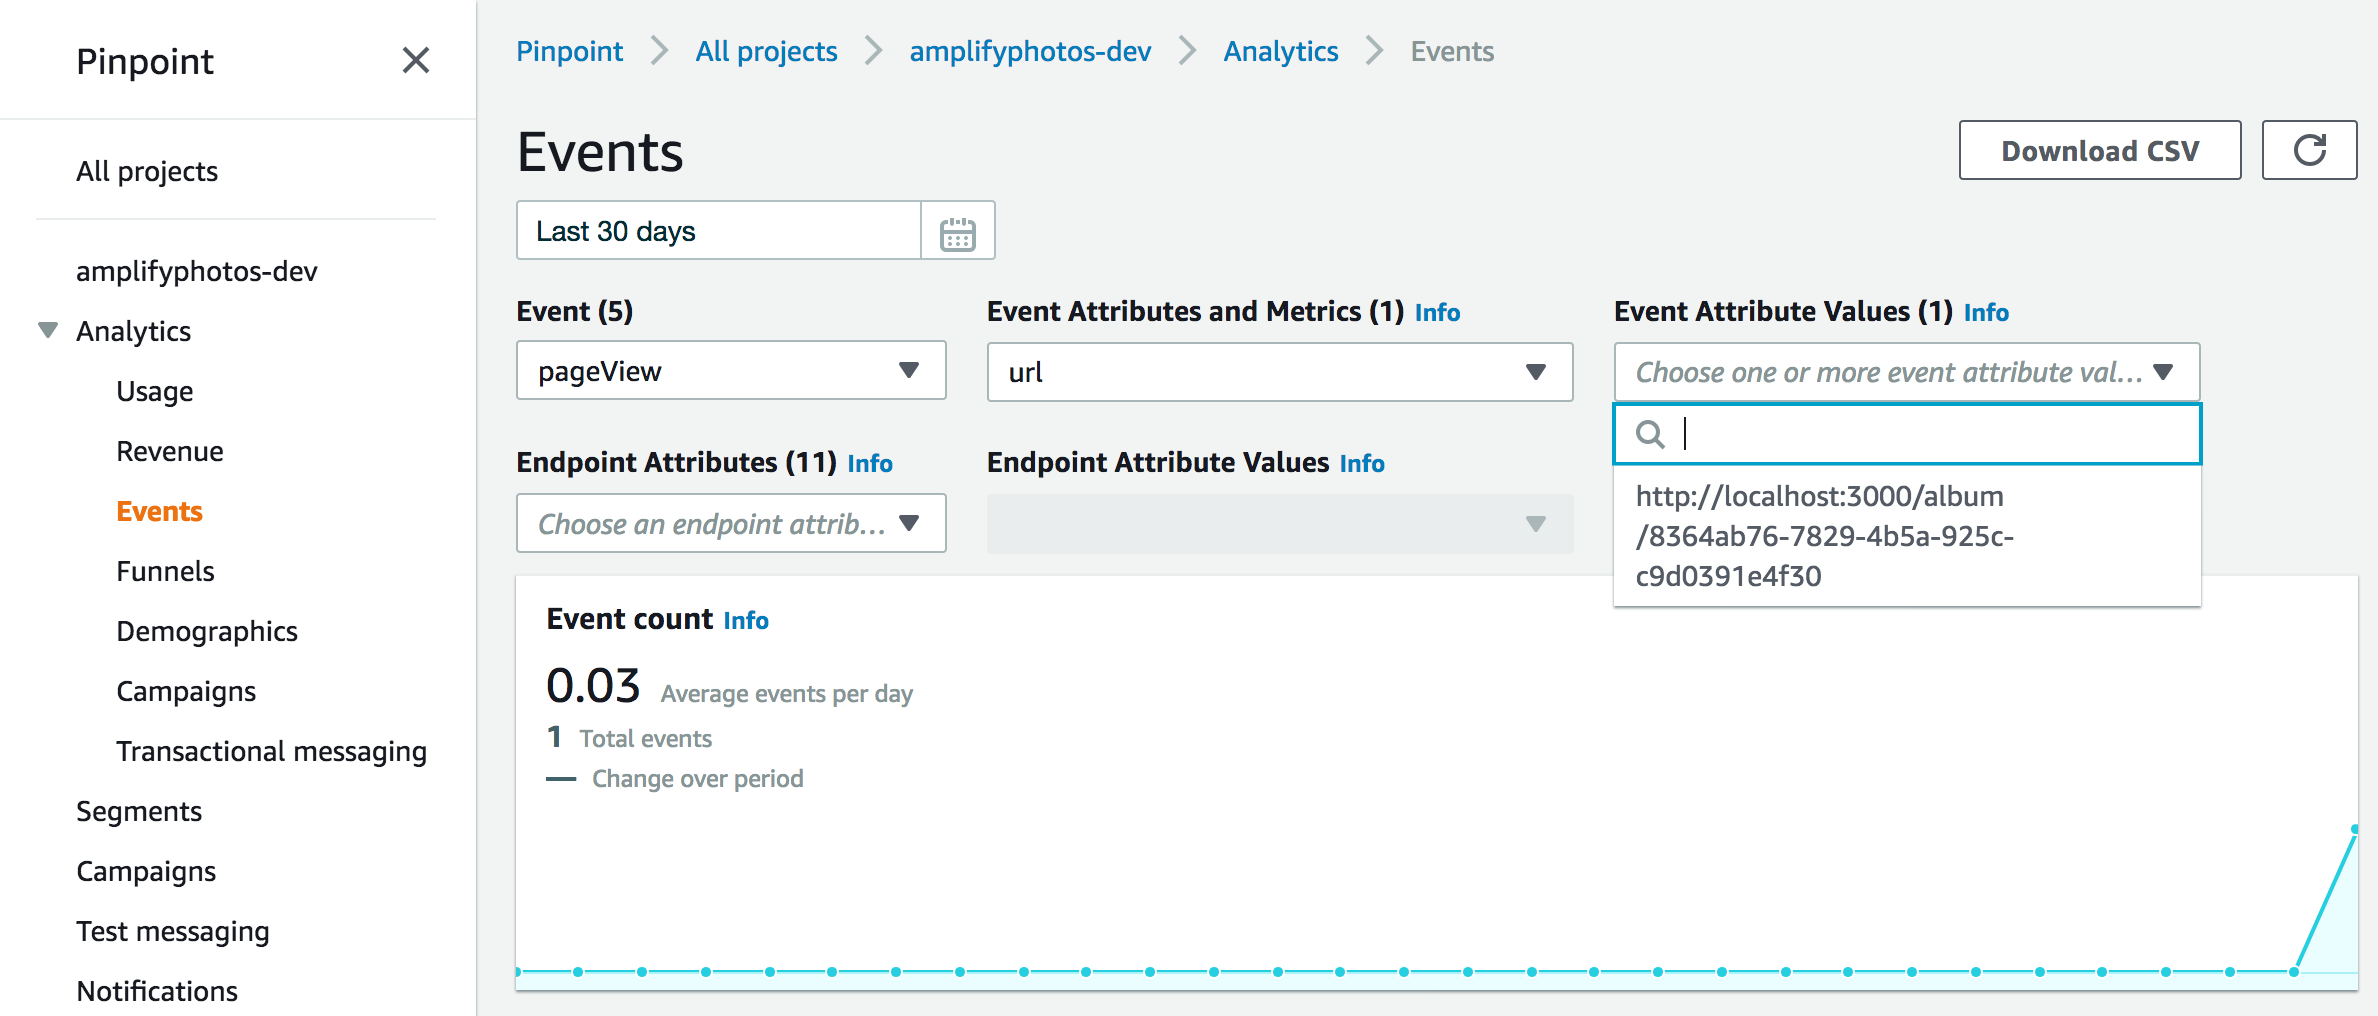 Pinpoint
All projects
amplifyphotos-dev
Analytics
Usage
Revenue
Events
Funnels
Demographics
Campaigns
Transactional messaging
Segments
Campaigns
Test messaging
Notifications
Pinpoint All projects amplifyphotos-dev Analytics Events
Events
Download CSV
Last 30 days
Event (5)
pageView
Event Attributes and Metrics (1) Info
url
Event Attribute Values (1) Info
Choose one or more event attribute val...
http://localhost:3000/album
/8364ab76-7829-4b5a-925c-
c9d0391e4f30
Endpoint Attributes (11) Info
Choose an endpoint attrib...
Endpoint Attribute Values Info
Event count Info
0.03 Average events per day
1 Total events
— Change over period